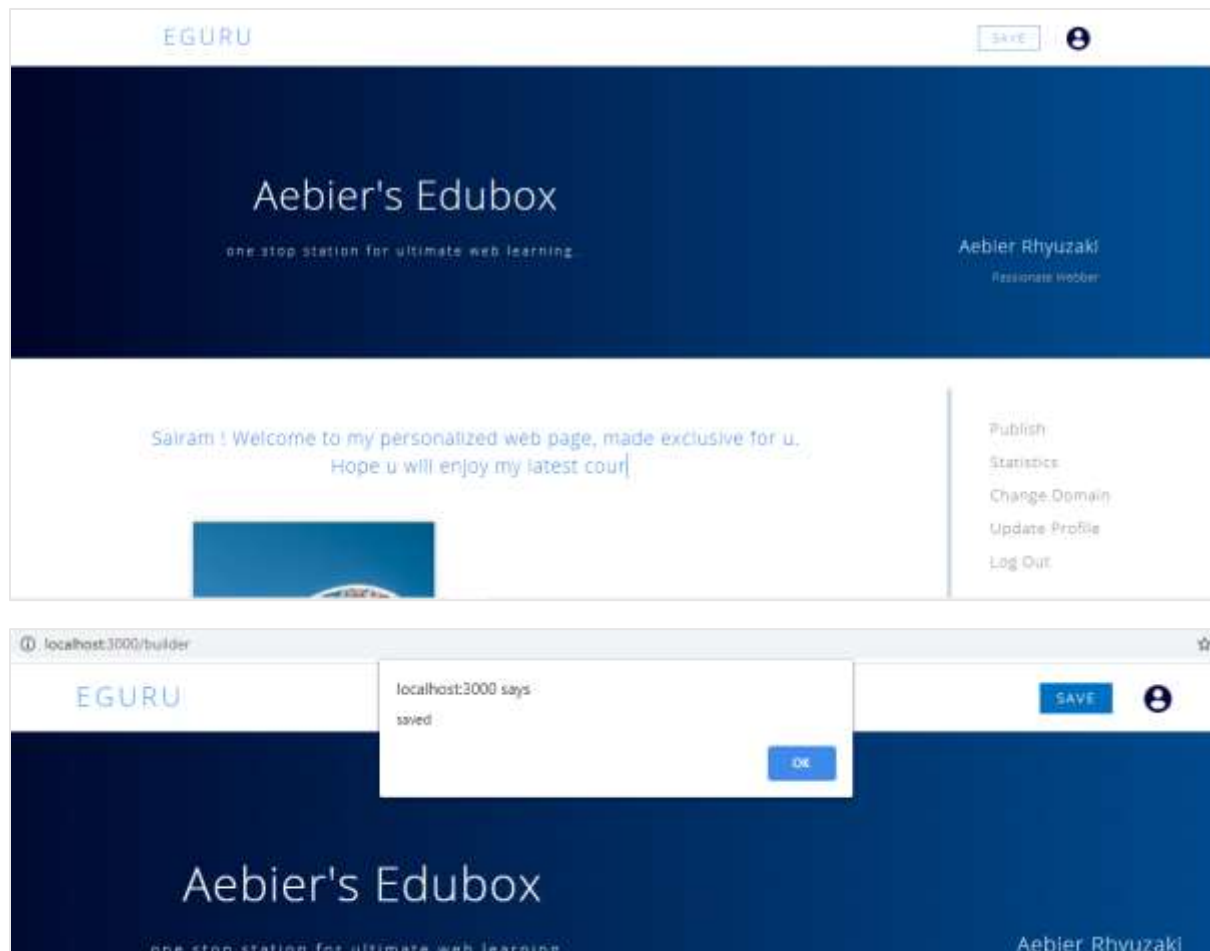 EGURU
SAVE
Aebier's Edubox
one stop station for ultimate web learning.
Aebier Rhyuzaki
Passionate Webber
Sairam ! Welcome to my personalized web page, made exclusive for u.
Hope u will enjoy my latest cour
Publish
Statistics
Change Domain
Update Profile
Log Out
localhost:3000/builder
EGURU
localhost:3000 says
saved
OK
SAVE
Aebier's Edubox
one stop station for ultimate web learning
Aebier Rhyuzaki